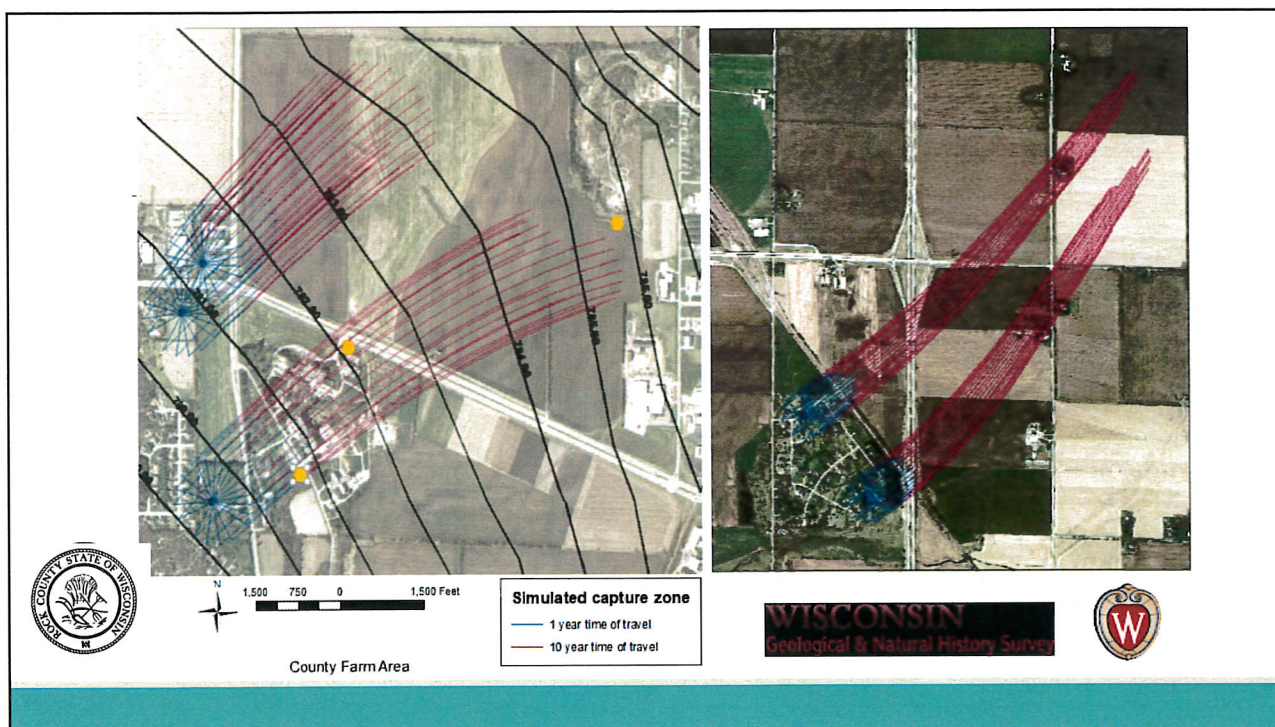 ROCK COUNTY STATE OF WISCONSIN
N
1,500 750 0 1,500 Feet
County Farm Area
Simulated capture zone
1 year time of travel
10 year time of travel
WISCONSIN
Geological & Natural History Survey
W